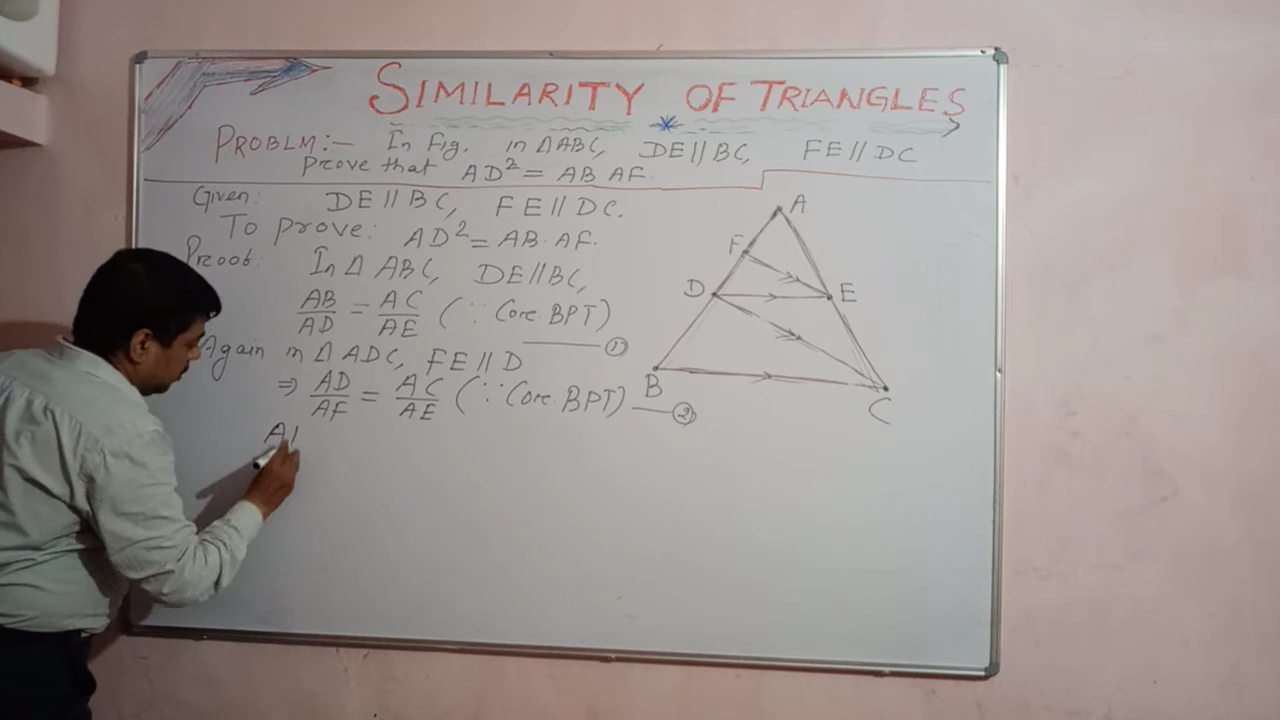 SIMILARITY OF TRIANGLES
PROBLM:- In Fig. in ΔABC, DE//BC, FE//DC
prove that AD² = AB AF.
Given: DE//BC, FE//DC.
To prove: AD² = AB·AF.
Proof: In Δ ABC, DE//BC,
AB/AD = AC/AE (∵ Core. BPT)
—— ①
Again in Δ ADC, FE//D
⇒ AD/AF = AC/AE (∵ Core. BPT) — ②
A
A
F
D
E
B
C